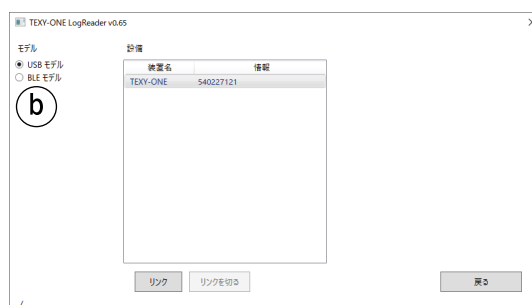 TEXY-ONE LogReader v0.65
モデル
設備
USB モデル
BLE モデル
装置名 情報
TEXY-ONE 540227121
b
リンク リンクを切る 戻る